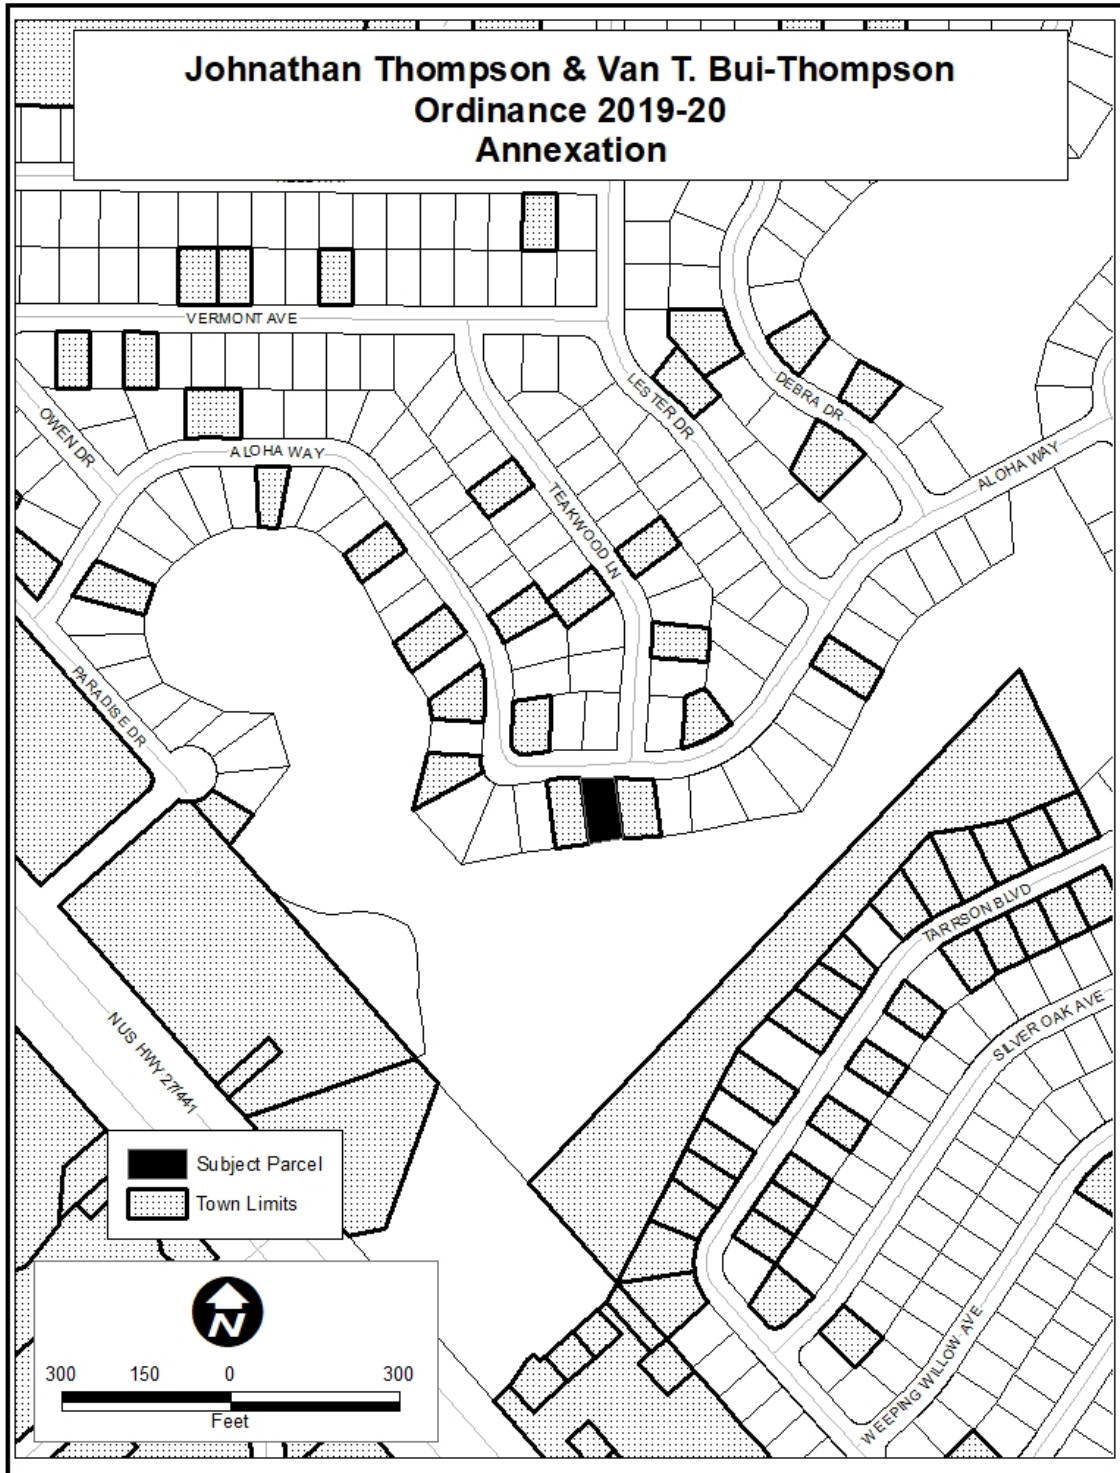 Johnathan Thompson & Van T. Bui-Thompson
Ordinance 2019-20
Annexation
VERMONT AVE
OWEN DR
ALOHA WAY
LESTER DR
DEBRA DR
ALOHA WAY
TEAKWOOD LN
PARADISE DR
TARRSON BLVD
SILVER OAK AVE
N US HWY 27/441
WEEPING WILLOW AVE
Subject Parcel
Town Limits
N
300 150 0 300
Feet